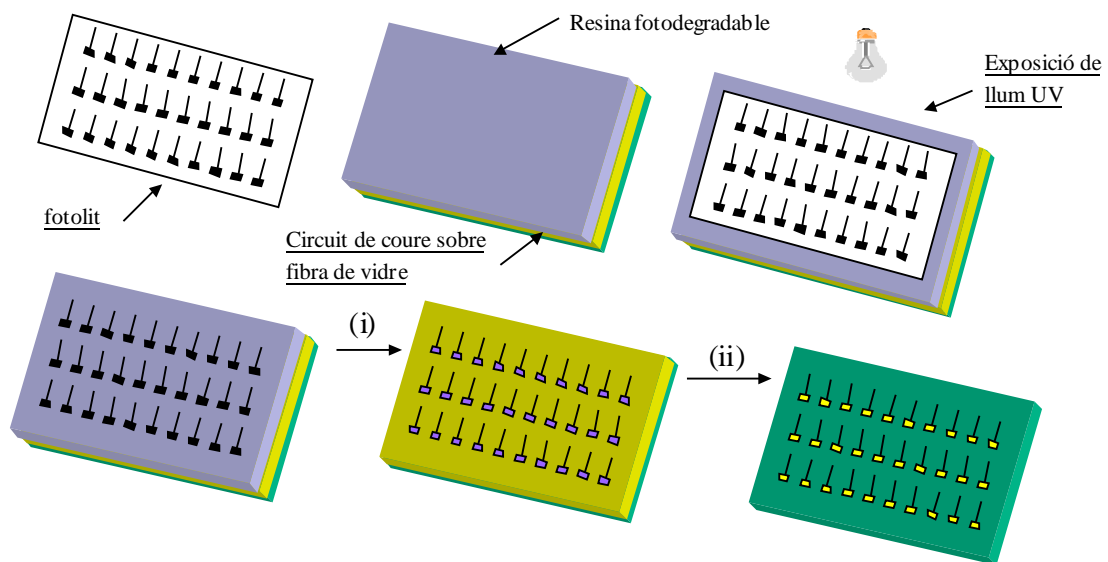 Resina fotodegradable
Exposició de
llum UV
fotolit
Circuit de coure sobre
fibra de vidre
(i)
(ii)